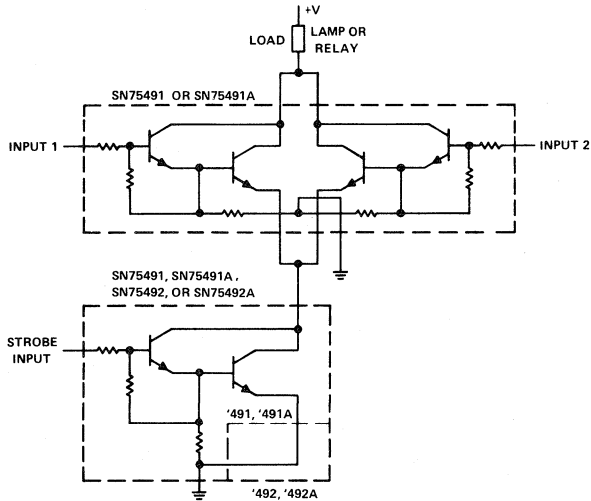 +V
LOAD
LAMP OR
RELAY
SN75491 OR SN75491A
INPUT 1
INPUT 2
SN75491, SN75491A,
SN75492, OR SN75492A
STROBE
INPUT
'491, '491A
'492, '492A